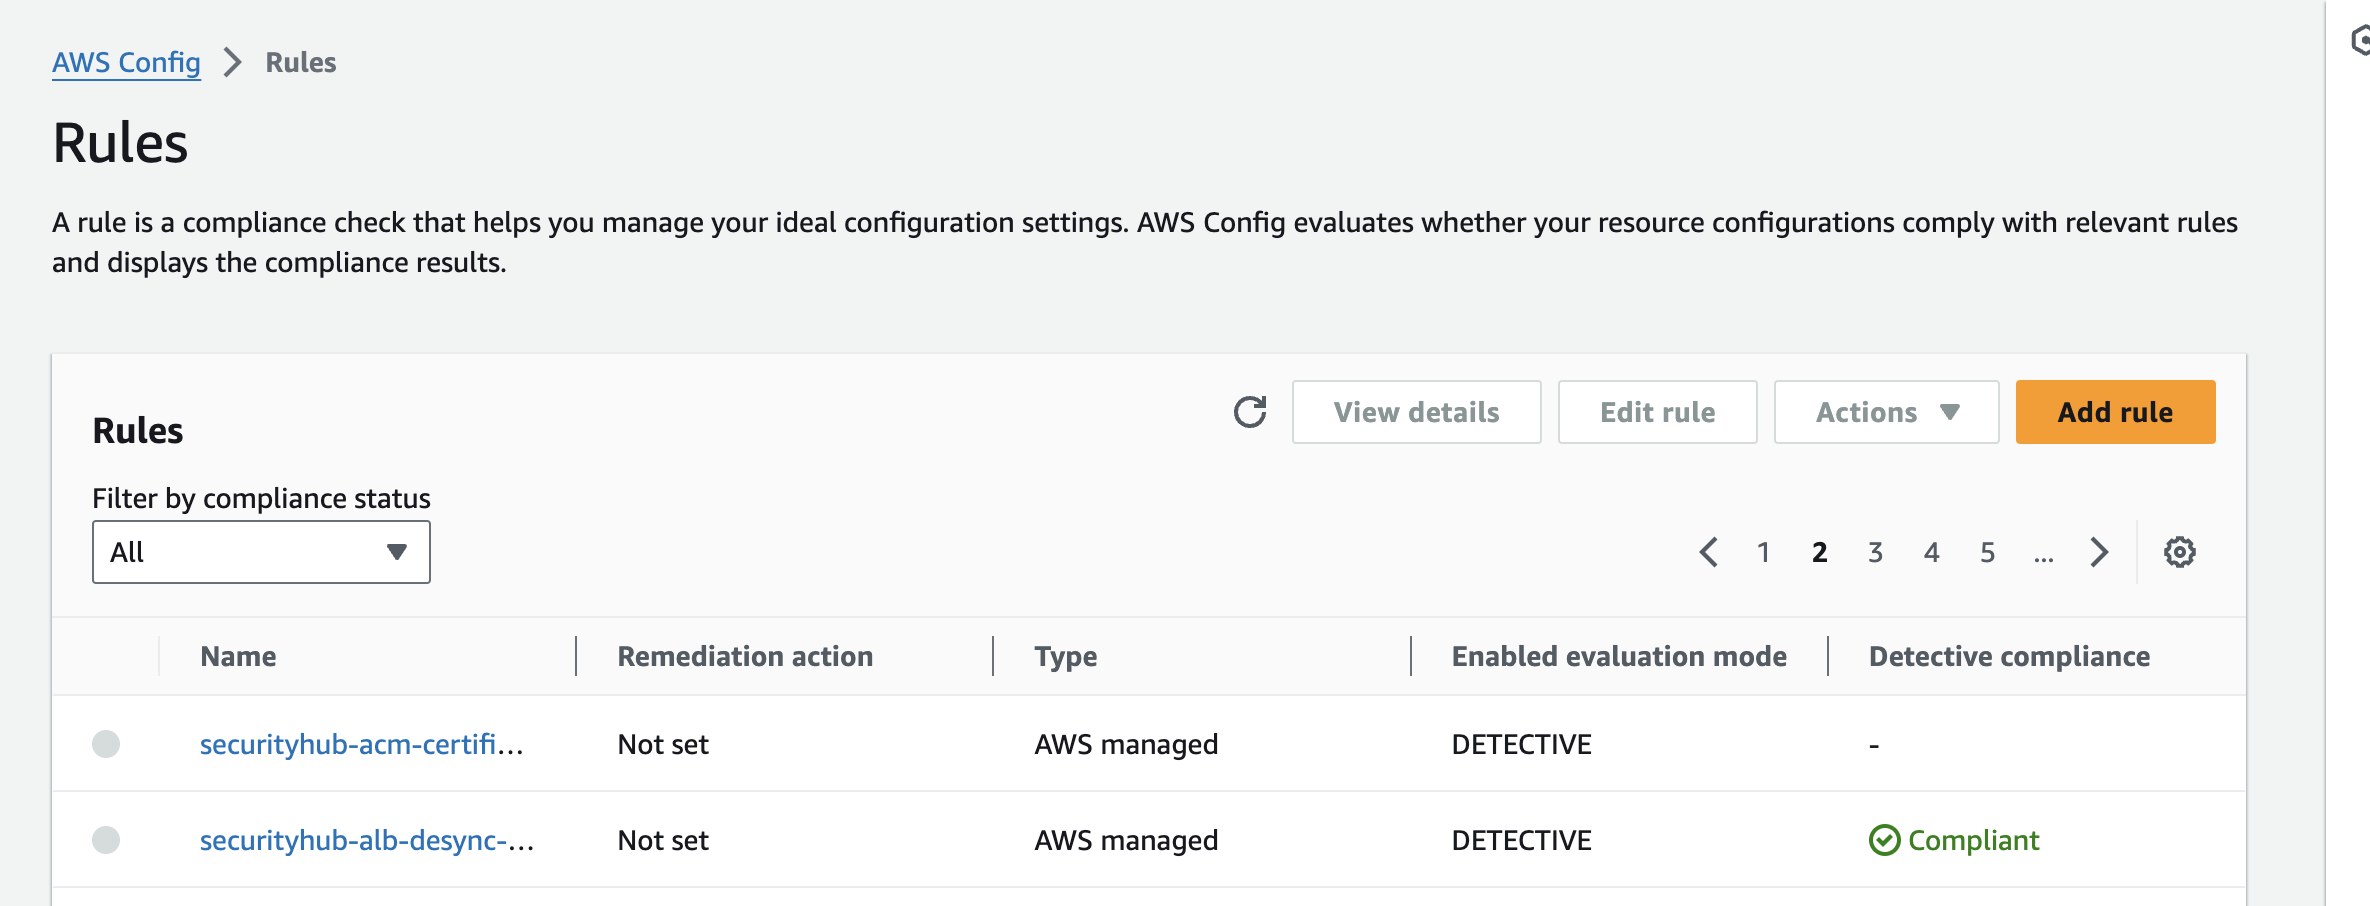 AWS Config > Rules
Rules
A rule is a compliance check that helps you manage your ideal configuration settings. AWS Config evaluates whether your resource configurations comply with relevant rules
and displays the compliance results.
Rules
View details
Edit rule
Actions
Add rule
Filter by compliance status
All
1 2 3 4 5 ...
Name Remediation action Type Enabled evaluation mode Detective compliance
securityhub-acm-certifi... Not set AWS managed DETECTIVE -
securityhub-alb-desync-... Not set AWS managed DETECTIVE Compliant